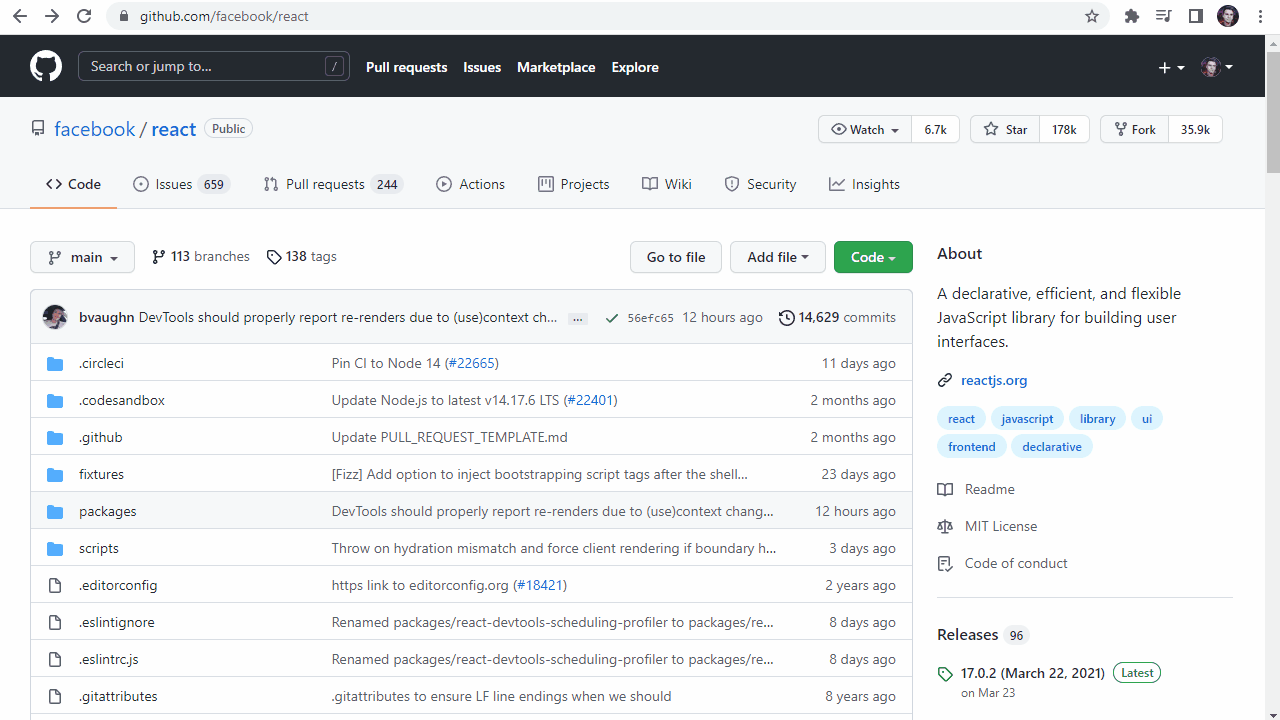 github.com/facebook/react
Search or jump to... /
Pull requests Issues Marketplace Explore
facebook / react Public
Watch 6.7k Star 178k Fork 35.9k
Code Issues 659 Pull requests 244 Actions Projects Wiki Security Insights
main 113 branches 138 tags Go to file Add file Code
bvaughn DevTools should properly report re-renders due to (use)context ch... ... 56efc65 12 hours ago 14,629 commits
.circleci Pin CI to Node 14 (#22665) 11 days ago
.codesandbox Update Node.js to latest v14.17.6 LTS (#22401) 2 months ago
.github Update PULL_REQUEST_TEMPLATE.md 2 months ago
fixtures [Fizz] Add option to inject bootstrapping script tags after the shell... 23 days ago
packages DevTools should properly report re-renders due to (use)context chang... 12 hours ago
scripts Throw on hydration mismatch and force client rendering if boundary h... 3 days ago
.editorconfig https link to editorconfig.org (#18421) 2 years ago
.eslintignore Renamed packages/react-devtools-scheduling-profiler to packages/re... 8 days ago
.eslintrc.js Renamed packages/react-devtools-scheduling-profiler to packages/re... 8 days ago
.gitattributes .gitattributes to ensure LF line endings when we should 8 years ago
About
A declarative, efficient, and flexible
JavaScript library for building user
interfaces.
reactjs.org
react javascript library ui
frontend declarative
Readme
MIT License
Code of conduct
Releases 96
17.0.2 (March 22, 2021) Latest
on Mar 23